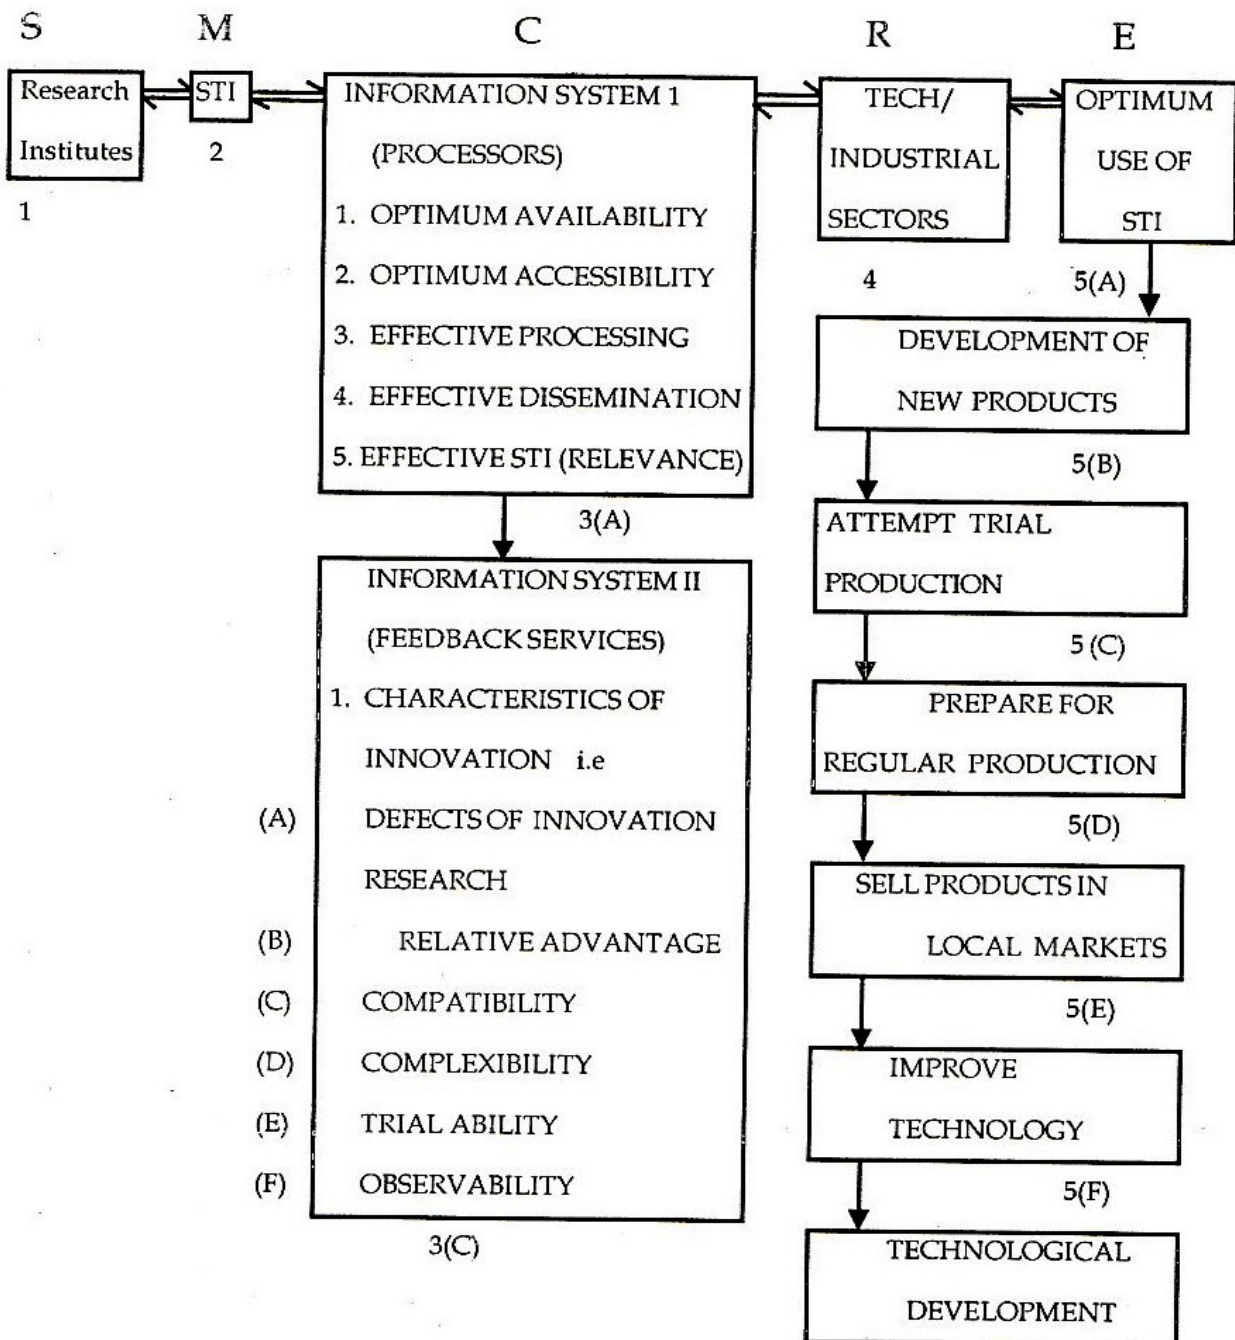 S M C R E
Research
Institutes
1
STI
2
INFORMATION SYSTEM 1
(PROCESSORS)
1. OPTIMUM AVAILABILITY
2. OPTIMUM ACCESSIBILITY
3. EFFECTIVE PROCESSING
4. EFFECTIVE DISSEMINATION
5. EFFECTIVE STI (RELEVANCE)
3(A)
INFORMATION SYSTEM II
(FEEDBACK SERVICES)
1. CHARACTERISTICS OF
INNOVATION i.e
(A) DEFECTS OF INNOVATION
RESEARCH
(B) RELATIVE ADVANTAGE
(C) COMPATIBILITY
(D) COMPLEXIBILITY
(E) TRIAL ABILITY
(F) OBSERVABILITY
3(C)
TECH/
INDUSTRIAL
SECTORS
4
OPTIMUM
USE OF
STI
5(A)
DEVELOPMENT OF
NEW PRODUCTS
5(B)
ATTEMPT TRIAL
PRODUCTION
5 (C)
PREPARE FOR
REGULAR PRODUCTION
5(D)
SELL PRODUCTS IN
LOCAL MARKETS
5(E)
IMPROVE
TECHNOLOGY
5(F)
TECHNOLOGICAL
DEVELOPMENT